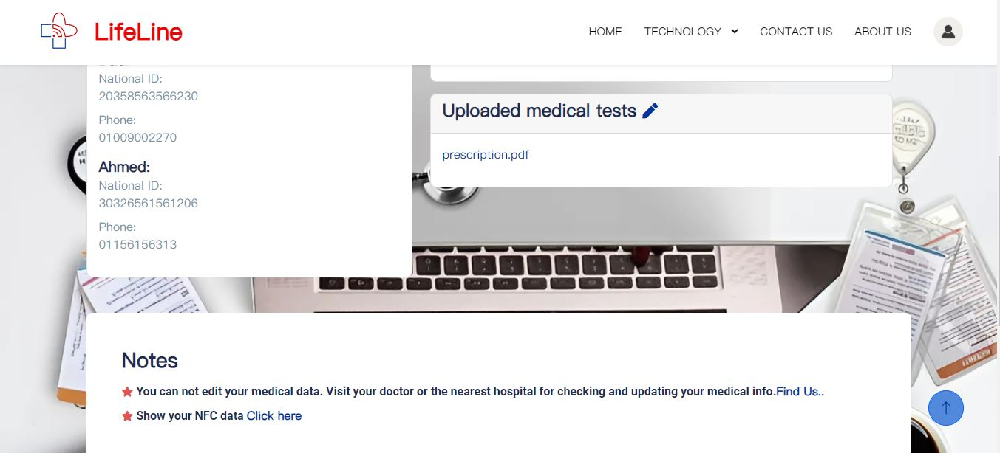 LifeLine
HOME
TECHNOLOGY
CONTACT US
ABOUT US
National ID:
20358563566230
Phone:
01009002270
Ahmed:
National ID:
30326561561206
Phone:
01156156313
Uploaded medical tests
prescription.pdf
Notes
You can not edit your medical data. Visit your doctor or the nearest hospital for checking and updating your medical info.Find Us..
Show your NFC data Click here